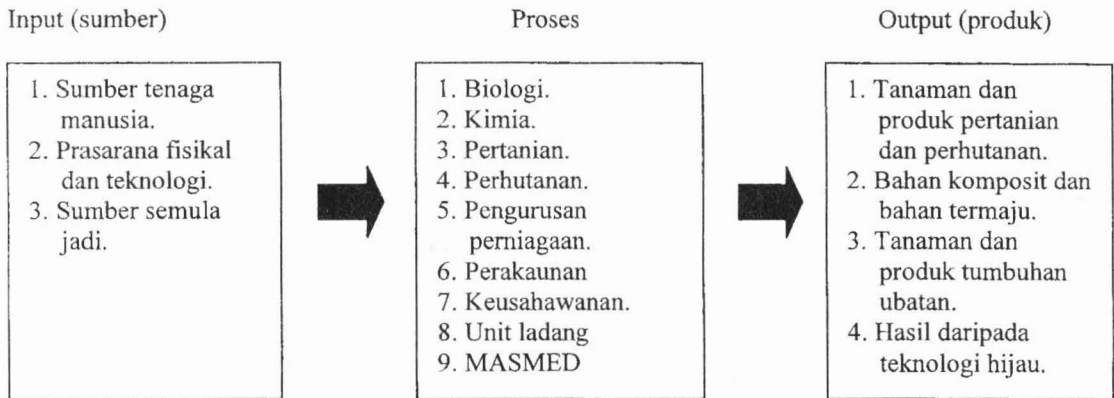 Input (sumber)
1. Sumber tenaga
manusia.
2. Prasarana fisikal
dan teknologi.
3. Sumber semula
jadi.
Proses
1. Biologi.
2. Kimia.
3. Pertanian.
4. Perhutanan.
5. Pengurusan
perniagaan.
6. Perakaunan
7. Keusahawanan.
8. Unit ladang
9. MASMED
Output (produk)
1. Tanaman dan
produk pertanian
dan perhutanan.
2. Bahan komposit dan
bahan termaju.
3. Tanaman dan
produk tumbuhan
ubatan.
4. Hasil daripada
teknologi hijau.